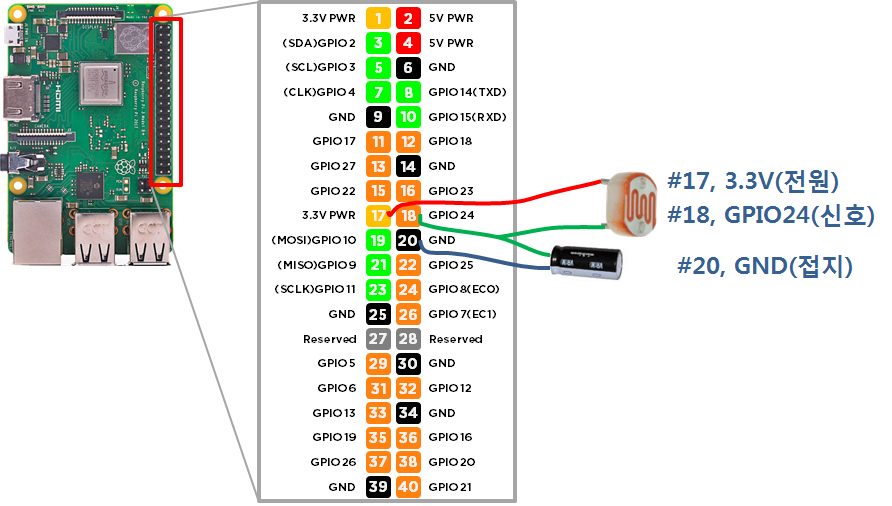 3.3V PWR 1 2 5V PWR
(SDA)GPIO2 3 4 5V PWR
(SCL)GPIO3 5 6 GND
(CLK)GPIO4 7 8 GPIO14(TXD)
GND 9 10 GPIO15(RXD)
GPIO17 11 12 GPIO18
GPIO27 13 14 GND
GPIO22 15 16 GPIO23
3.3V PWR 17 18 GPIO24
(MOSI)GPIO10 19 20 GND
(MISO)GPIO9 21 22 GPIO25
(SCLK)GPIO11 23 24 GPIO8(ECO)
GND 25 26 GPIO7(EC1)
Reserved 27 28 Reserved
GPIO5 29 30 GND
GPIO6 31 32 GPIO12
GPIO13 33 34 GND
GPIO19 35 36 GPIO16
GPIO26 37 38 GPIO20
GND 39 40 GPIO21
#17, 3.3V(전원)
#18, GPIO24(신호)
#20, GND(접지)
HDMI
CAMERA
DISPLAY